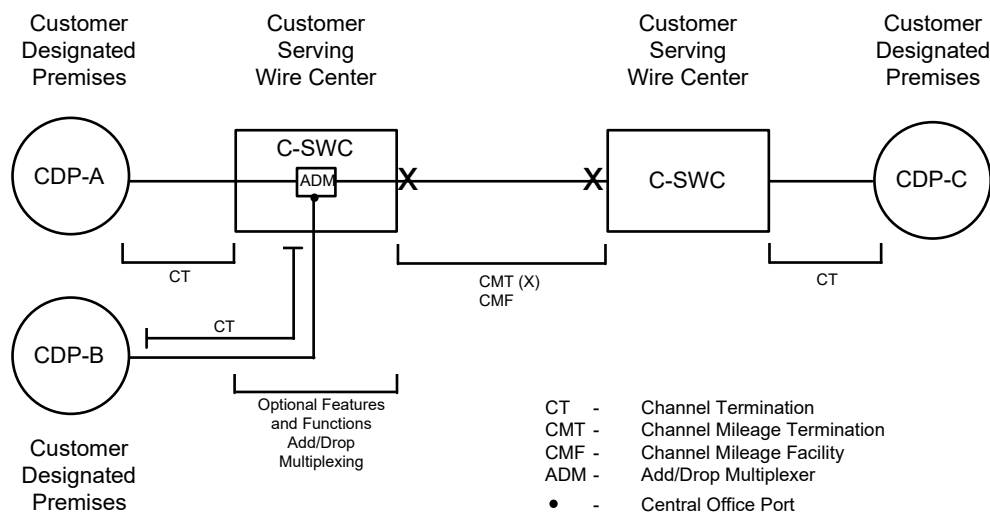 Customer
Designated
Premises
Customer
Serving
Wire Center
Customer
Serving
Wire Center
Customer
Designated
Premises
CDP-A
C-SWC
ADM
X
X
C-SWC
CDP-C
CT
CMT (X)
CMF
CT
CT
CDP-B
Optional Features
and Functions
Add/Drop
Multiplexing
Customer
Designated
Premises
CT - Channel Termination
CMT - Channel Mileage Termination
CMF - Channel Mileage Facility
ADM - Add/Drop Multiplexer
• - Central Office Port